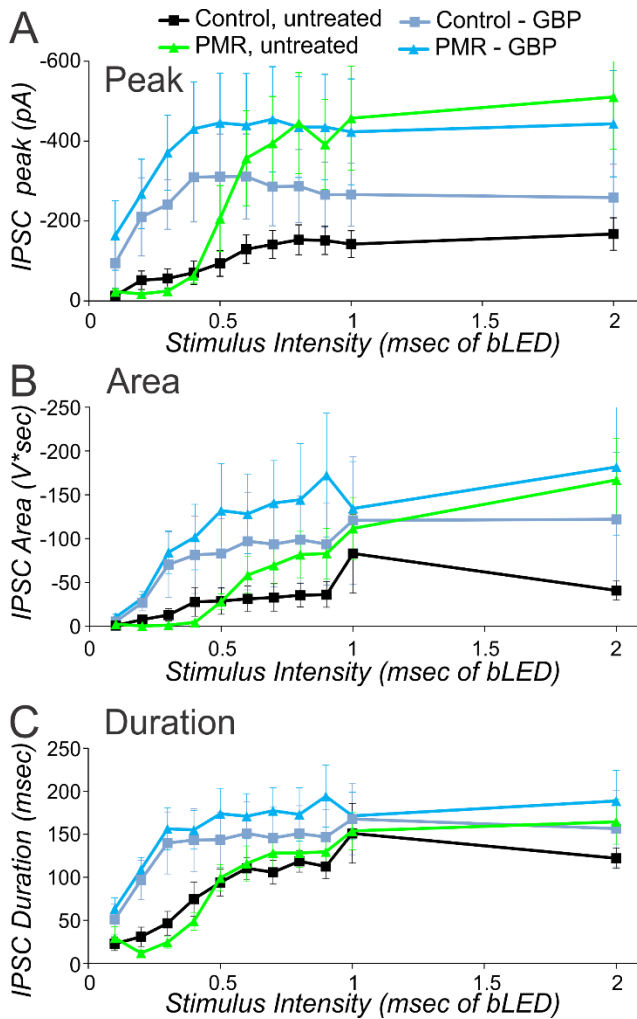 Control, untreated Control - GBP
PMR, untreated PMR - GBP
A Peak
IPSC peak (pA)
-600
-400
-200
0
0 0.5 1 1.5 2
Stimulus Intensity (msec of bLED)
B Area
IPSC Area (V*sec)
-250
-200
-150
-100
-50
0
0 0.5 1 1.5 2
Stimulus Intensity (msec of bLED)
C Duration
IPSC Duration (msec)
250
200
150
100
50
0
0 0.5 1 1.5 2
Stimulus Intensity (msec of bLED)